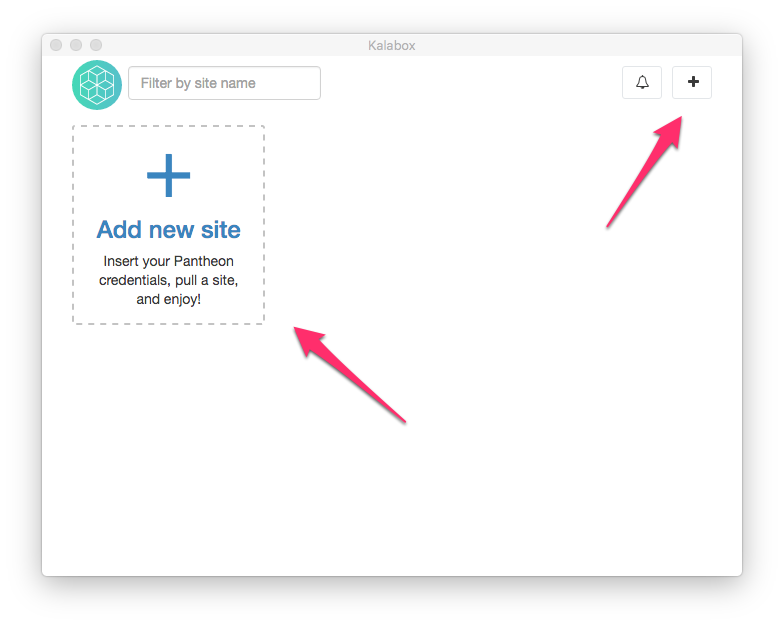 Kalabox
Filter by site name
Add new site
Insert your Pantheon
credentials, pull a site,
and enjoy!